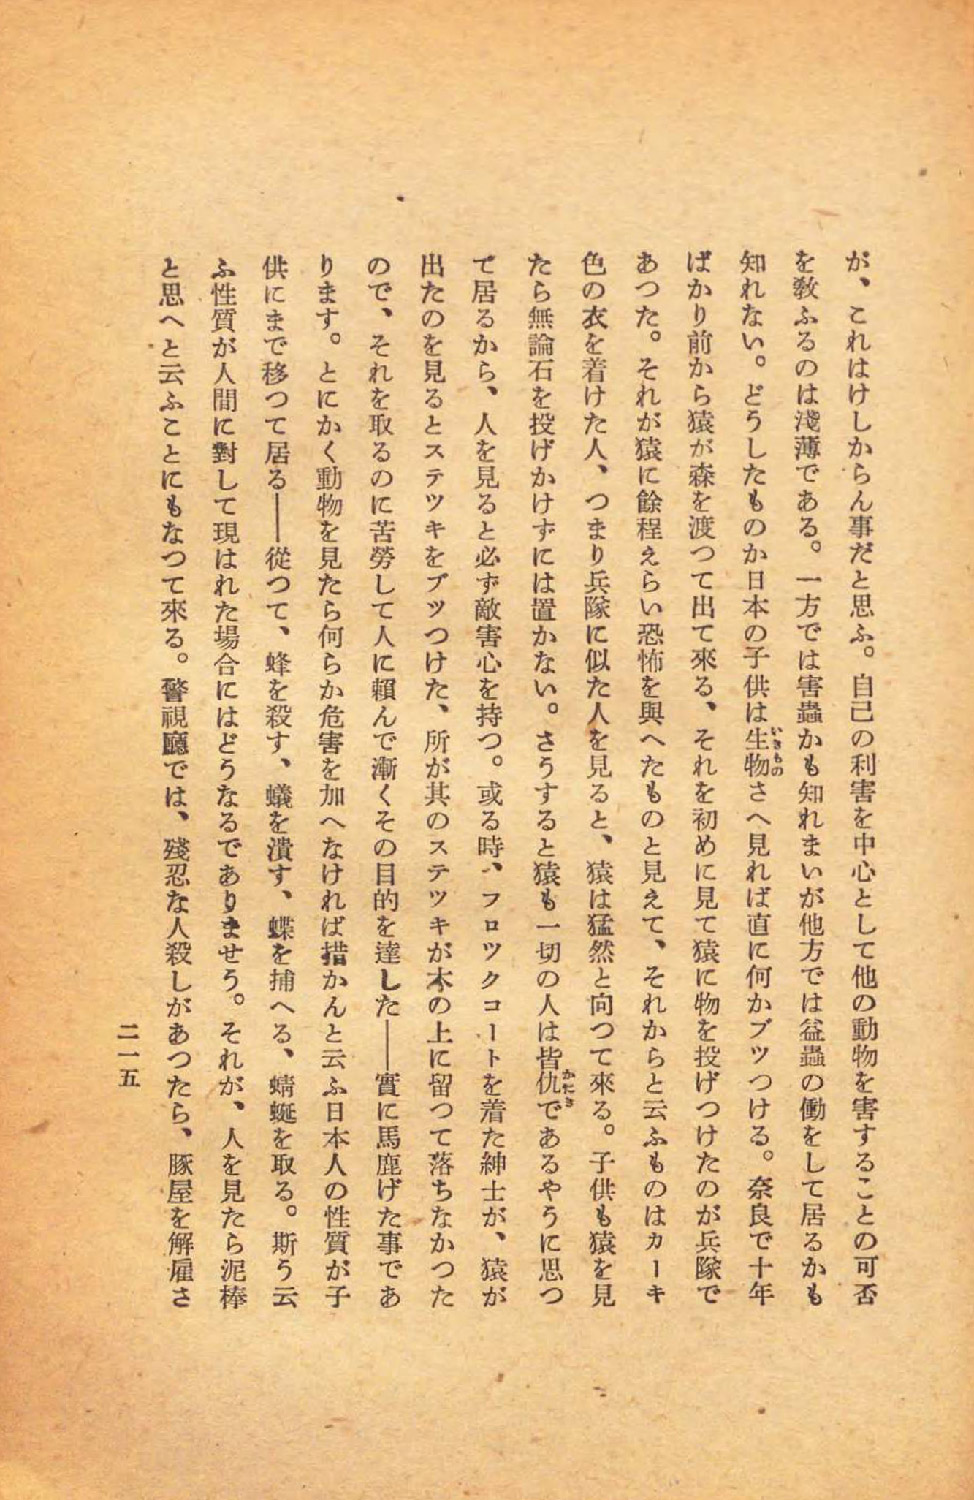 が、これはけしからん事だと思ふ。自己の利害を中心として他の動物を害することの可否
を敎ふるのは淺薄である。一方では害蟲かも知れまいが他方では益蟲の働をして居るかも
知れない。どうしたものか日本の子供は生物さへ見れば直に何かブツつける。奈良で十年
ばかり前から猿が森を渡つて出て來る、それを初めに見て猿に物を投げつけたのが兵隊で
あつた。それが猿に餘程えらい恐怖を與へたものと見えて、それからと云ふものはカーキ
色の衣を着けた人、つまり兵隊に似た人を見ると、猿は猛然と向つて來る。子供も猿を見
たら無論石を投げかけずには置かない。さうすると猿も一切の人は皆仇であるやうに思つ
て居るから、人を見ると必ず敵害心を持つ。或る時、フロツクコートを着た紳士が、猿が
出たのを見るとステツキをブツつけた、所が其のステツキが木の上に留つて落ちなかつた
ので、それを取るのに苦勞して人に賴んで漸くその目的を達した――實に馬鹿げた事であ
ります。とにかく動物を見たら何らか危害を加へなければ措かんと云ふ日本人の性質が子
供にまで移つて居る――從つて、蜂を殺す、蟻を潰す、蝶を捕へる、蜻蜒を取る。斯う云
ふ性質が人間に對して現はれた場合にはどうなるでありませう。それが、人を見たら泥棒
と思へと云ふことにもなつて來る。警視廳では、殘忍な人殺しがあつたら、豚屋を解雇さ
二一五
いきもの
かたき